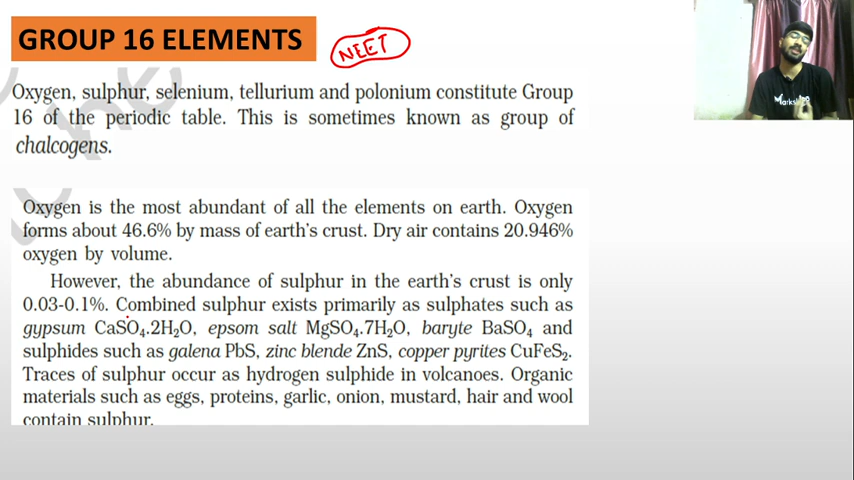 GROUP 16 ELEMENTS
NEET
Oxygen, sulphur, selenium, tellurium and polonium constitute Group
16 of the periodic table. This is sometimes known as group of
chalcogens.
Oxygen is the most abundant of all the elements on earth. Oxygen
forms about 46.6% by mass of earth's crust. Dry air contains 20.946%
oxygen by volume.
However, the abundance of sulphur in the earth's crust is only
0.03-0.1%. Combined sulphur exists primarily as sulphates such as
gypsum CaSO₄.2H₂O, epsom salt MgSO₄.7H₂O, baryte BaSO₄ and
sulphides such as galena PbS, zinc blende ZnS, copper pyrites CuFeS₂.
Traces of sulphur occur as hydrogen sulphide in volcanoes. Organic
materials such as eggs, proteins, garlic, onion, mustard, hair and wool
contain sulphur.